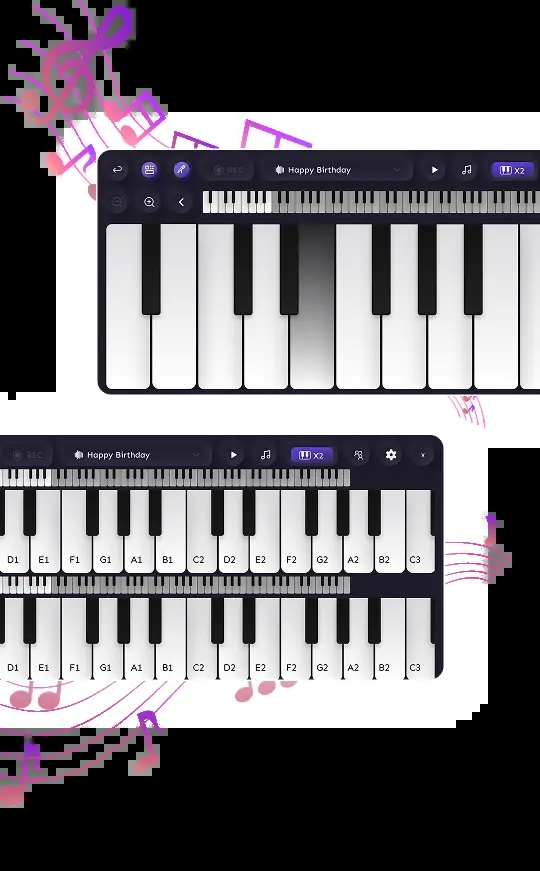 REC
Happy Birthday
X2
REC
Happy Birthday
X2
D1 E1 F1 G1 A1 B1 C2 D2 E2 F2 G2 A2 B2 C3
D1 E1 F1 G1 A1 B1 C2 D2 E2 F2 G2 A2 B2 C3